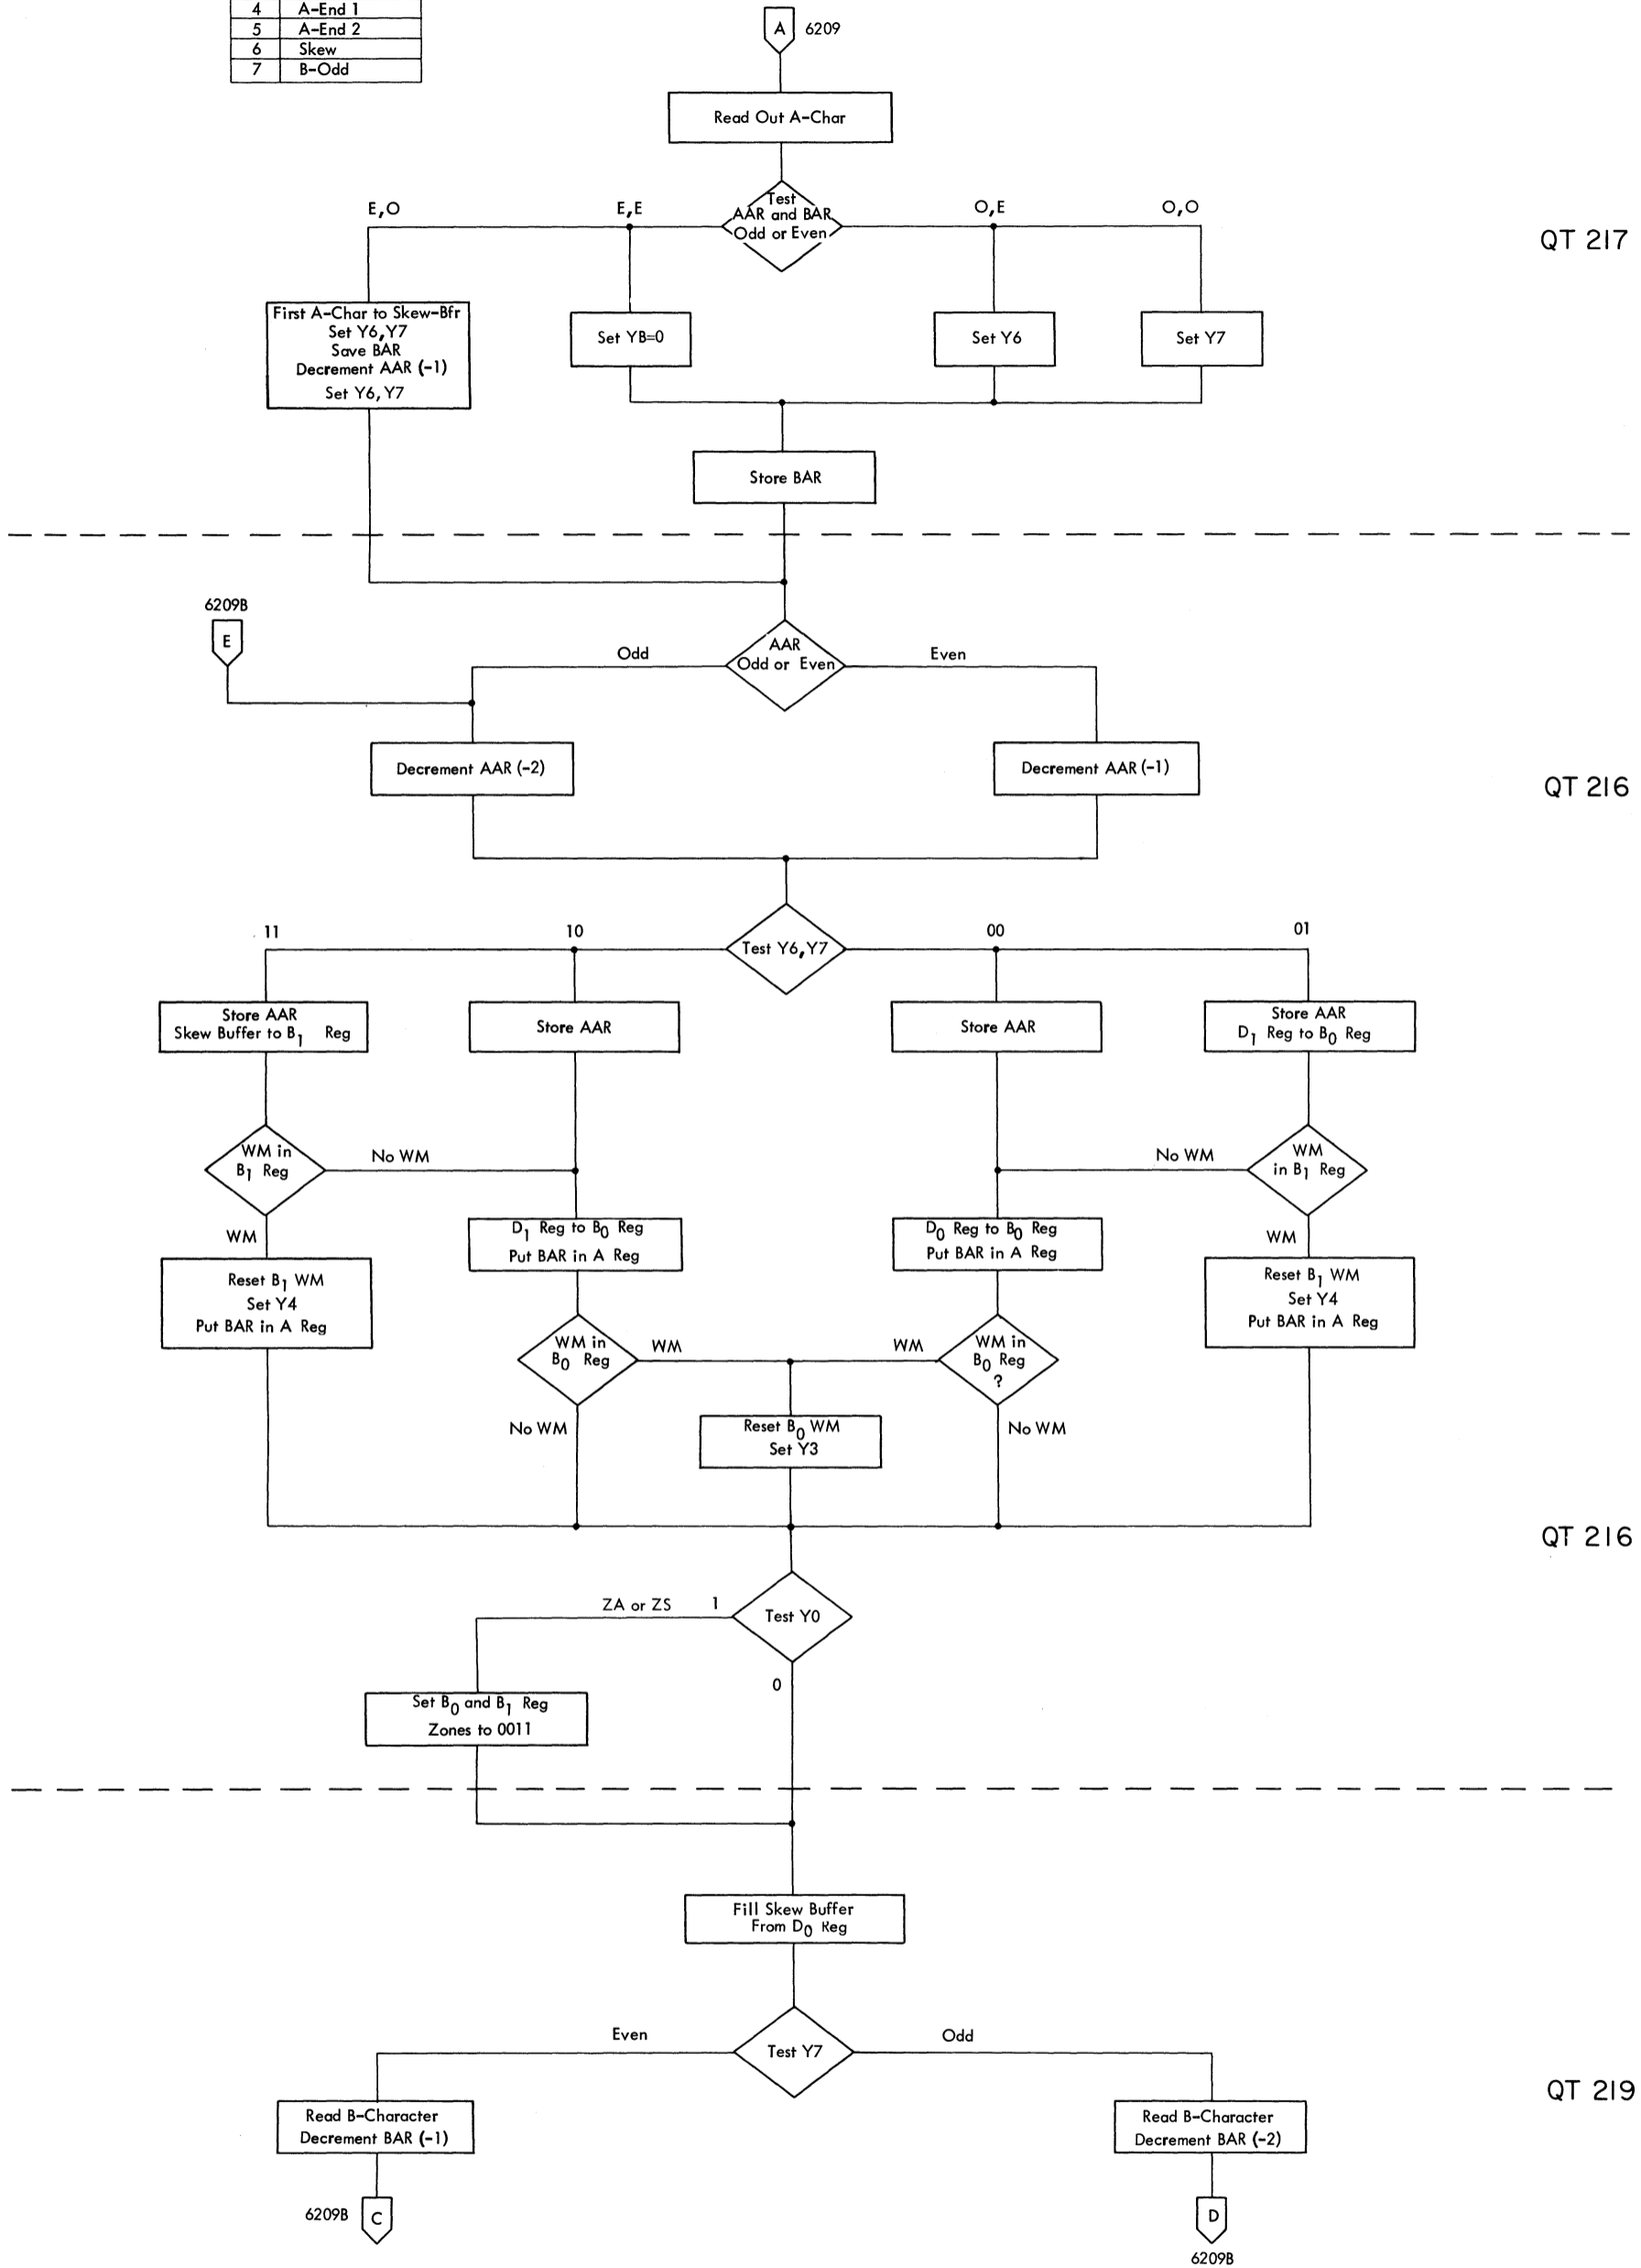 4 A-End 1
5 A-End 2
6 Skew
7 B-Odd
A 6209
Read Out A-Char
Test
AAR and BAR
Odd or Even
E,O
E,E
O,E
O,O
QT 217
First A-Char to Skew-Bfr
Set Y6,Y7
Save BAR
Decrement AAR (-1)
Set Y6,Y7
Set YB=0
Set Y6
Set Y7
Store BAR
6209B
E
AAR
Odd or Even
Odd
Even
Decrement AAR (-2)
Decrement AAR (-1)
QT 216
11
10
Test Y6,Y7
00
01
Store AAR
Skew Buffer to B1 Reg
Store AAR
Store AAR
Store AAR
D1 Reg to B0 Reg
WM in
B1 Reg
No WM
No WM
WM
in B1 Reg
WM
D1 Reg to B0 Reg
Put BAR in A Reg
D0 Reg to B0 Reg
Put BAR in A Reg
WM
Reset B1 WM
Set Y4
Put BAR in A Reg
Reset B1 WM
Set Y4
Put BAR in A Reg
WM in
B0 Reg
WM
WM
WM in
B0 Reg
?
No WM
Reset B0 WM
Set Y3
No WM
QT 216
ZA or ZS 1
Test Y0
0
Set B0 and B1 Reg
Zones to 0011
Fill Skew Buffer
From D0 Reg
Even
Test Y7
Odd
QT 219
Read B-Character
Decrement BAR (-1)
Read B-Character
Decrement BAR (-2)
6209B C
D
6209B